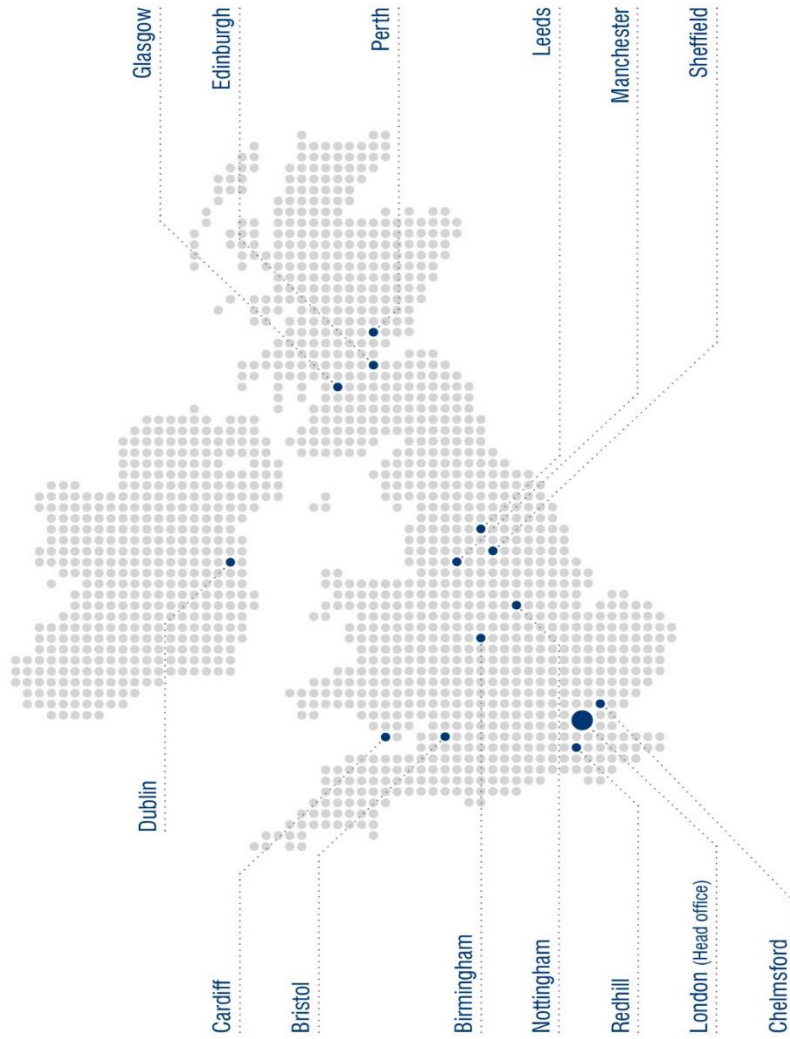 Glasgow
Edinburgh
Perth
Leeds
Manchester
Sheffield
Dublin
Cardiff
Bristol
Birmingham
Nottingham
Redhill
London (Head office)
Chelmsford